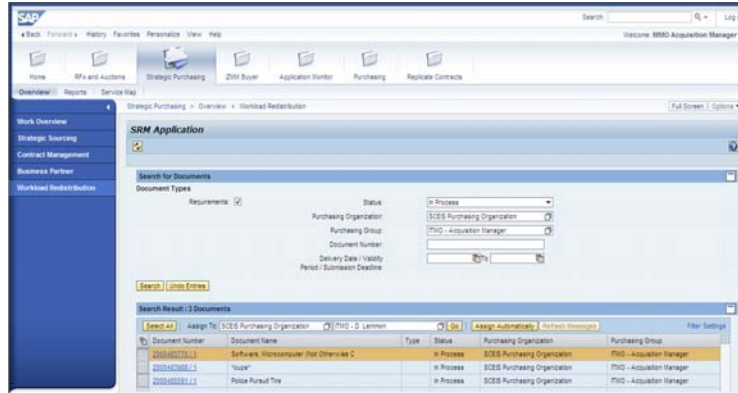 SAP
Search:
Log
Back Forward History Favorites Personalize View Help
Welcome MMO Acquisition Manager
Home RFx and Auctions Strategic Purchasing ZMM Buyer Application Monitor Purchasing Replicate Contracts
Overview Reports Service Map
Strategic Purchasing > Overview > Workload Redistribution
Full Screen Options
Work Overview
Strategic Sourcing
Contract Management
Business Partner
Workload Redistribution
SRM Application
Search for Documents
Document Types
Requirements:
Status: In Process
Purchasing Organization: SCEIS Purchasing Organization
Purchasing Group: ITMO - Acquisition Manager
Document Number:
Delivery Date / Validity To
Period / Submission Deadline:
Search Undo Entries
Search Result : 3 Documents
Select All Assign To: SCEIS Purchasing Organization ITMO - D. Lemmon Go Assign Automatically Refresh Messages Filter Settings
Document Number Document Name Type Status Purchasing Organization Purchasing Group
Software, Microcomputer (Not Otherwise C In Process SCEIS Purchasing Organization ITMO - Acquisition Manager
"cups" In Process SCEIS Purchasing Organization ITMO - Acquisition Manager
Police Pursuit Tire In Process SCEIS Purchasing Organization ITMO - Acquisition Manager